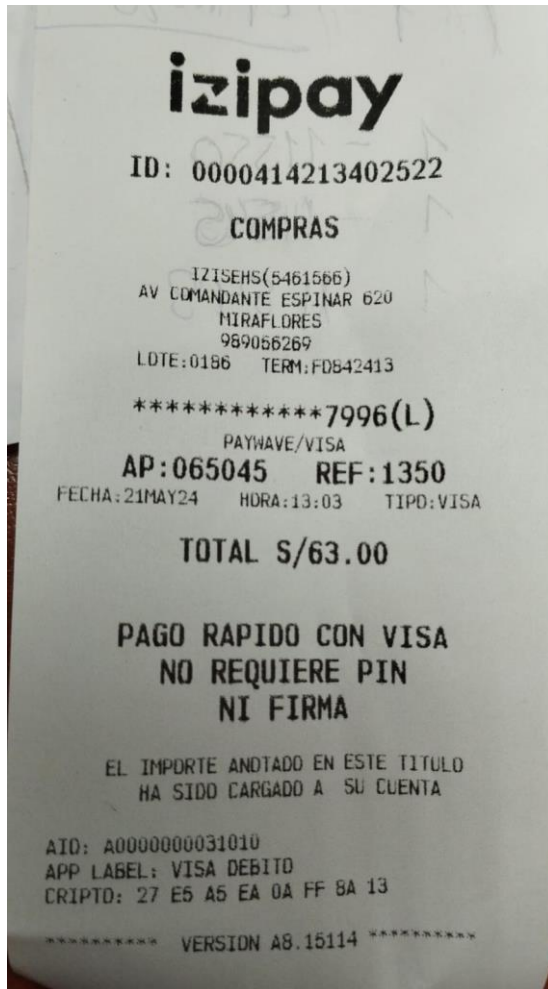 izipay
ID: 0000414213402522
COMPRAS
IZISEHS(5461566)
AV COMANDANTE ESPINAR 620
MIRAFLORES
989066269
LOTE:0186 TERM:FD842413
************7996(L)
PAYWAVE/VISA
AP:065045 REF:1350
FECHA:21MAY24 HORA:13:03 TIPO:VISA
TOTAL S/63.00
PAGO RAPIDO CON VISA
NO REQUIERE PIN
NI FIRMA
EL IMPORTE ANOTADO EN ESTE TITULO
HA SIDO CARGADO A SU CUENTA
AID: A0000000031010
APP LABEL: VISA DEBITO
CRIPTO: 27 E5 A5 EA 0A FF 8A 13
********** VERSION A8.15114 **********